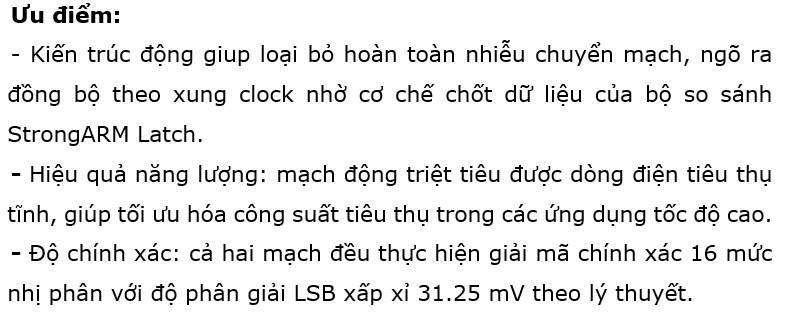 Ưu điểm:
- Kiến trúc động giup loại bỏ hoàn toàn nhiễu chuyển mạch, ngõ ra
đồng bộ theo xung clock nhờ cơ chế chốt dữ liệu của bộ so sánh
StrongARM Latch.
- Hiệu quả năng lượng: mạch động triệt tiêu được dòng điện tiêu thụ
tĩnh, giúp tối ưu hóa công suất tiêu thụ trong các ứng dụng tốc độ cao.
- Độ chính xác: cả hai mạch đều thực hiện giải mã chính xác 16 mức
nhị phân với độ phân giải LSB xấp xỉ 31.25 mV theo lý thuyết.